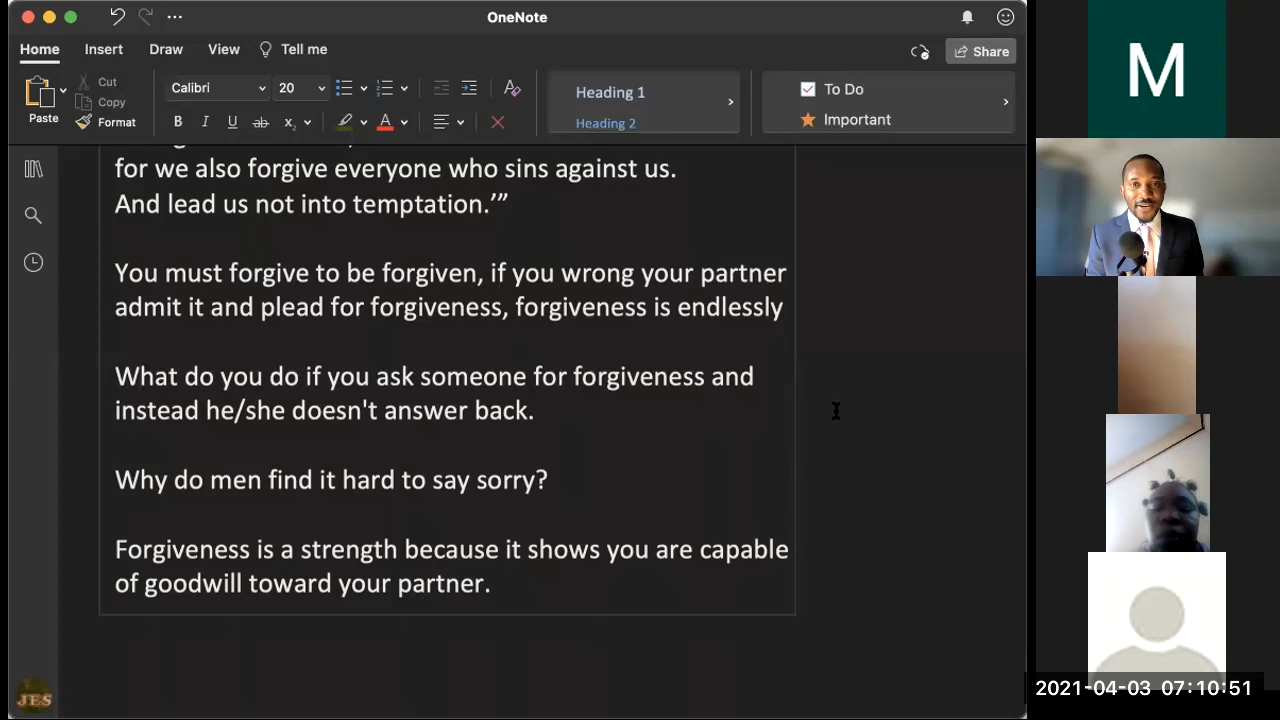 OneNote
Home Insert Draw View Tell me
Share
Cut
Copy
Paste
Format
Calibri
20
B I U ab x₂
A
Heading 1
Heading 2
To Do
Important
for we also forgive everyone who sins against us.
And lead us not into temptation.’”
You must forgive to be forgiven, if you wrong your partner
admit it and plead for forgiveness, forgiveness is endlessly
What do you do if you ask someone for forgiveness and
instead he/she doesn't answer back.
Why do men find it hard to say sorry?
Forgiveness is a strength because it shows you are capable
of goodwill toward your partner.
JES
M
2021-04-03 07:10:51